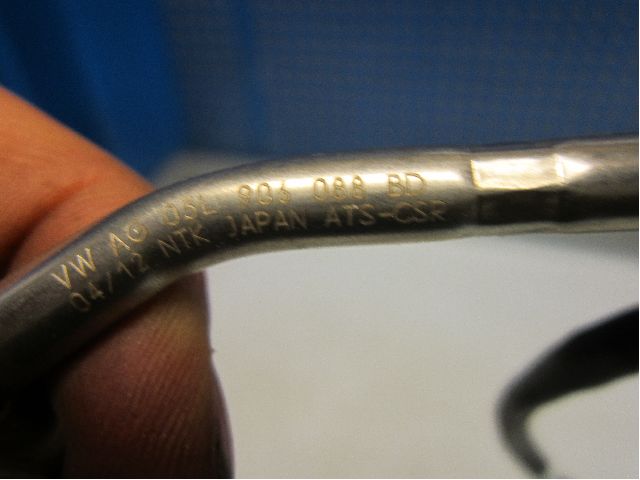 VW AG 03L 906 088 BD
04/12 NTK JAPAN ATS-CSR